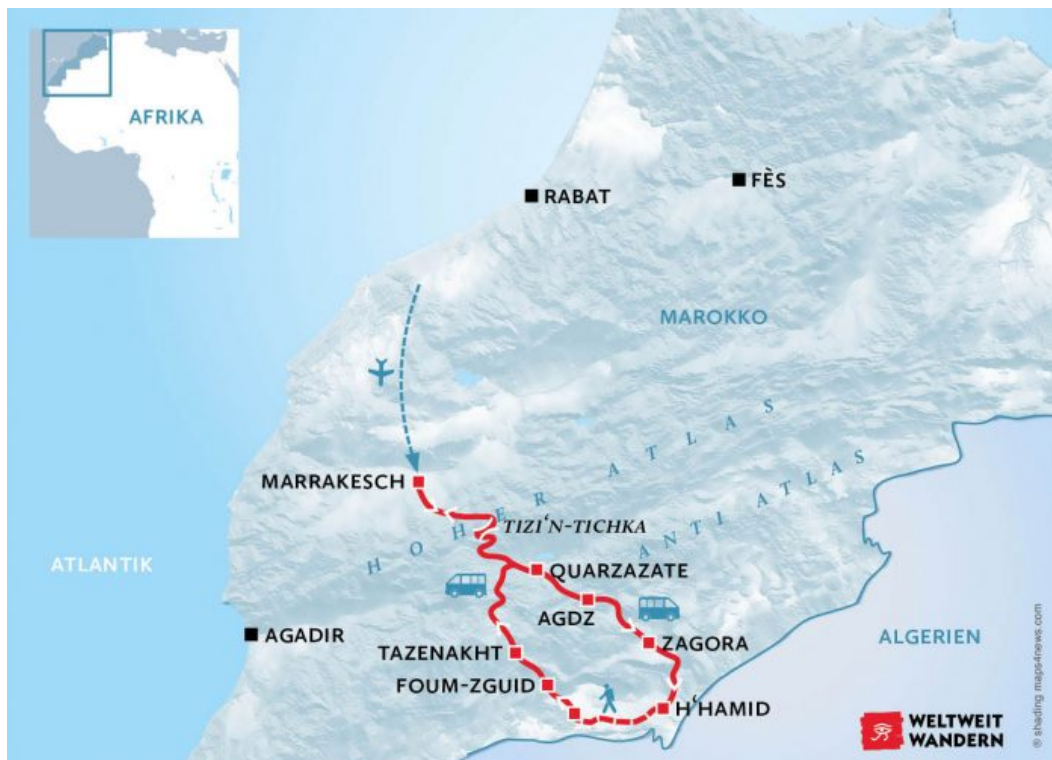 AFRIKA
RABAT
FÈS
MAROKKO
HOHER ATLAS
ANTI ATLAS
MARRAKESCH
TIZI‘N-TICHKA
ATLANTIK
QUARZAZATE
AGDZ
AGADIR
ZAGORA
ALGERIEN
TAZENAKHT
FOUM-ZGUID
H‘HAMID
WELTWEIT
WANDERN
© shading maps4news.com